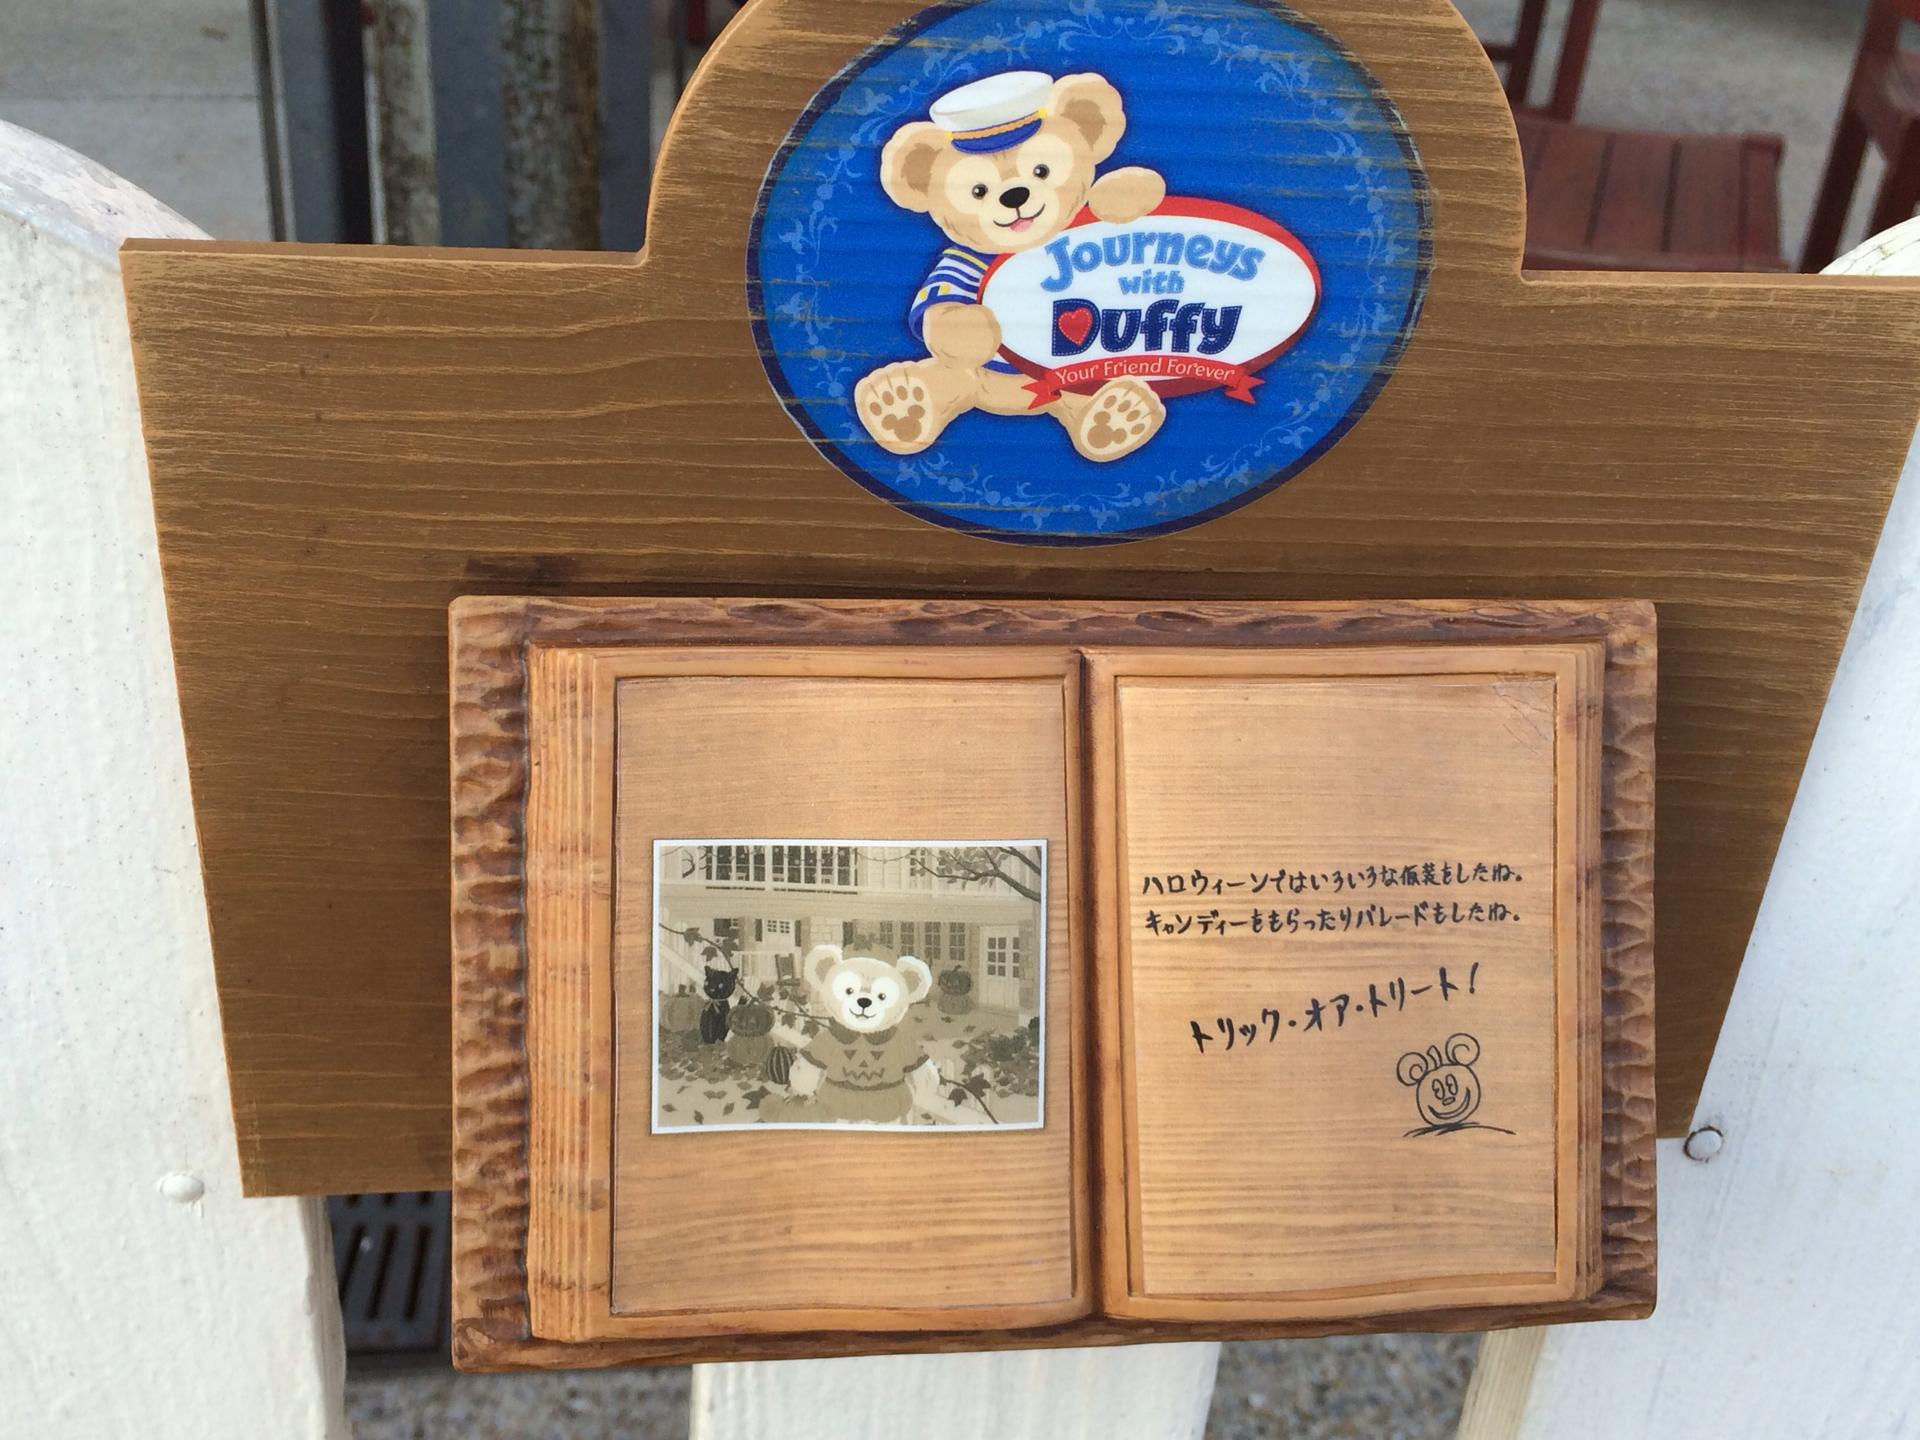 Journeys
with
Duffy
Your Friend Forever
ハロウィーンではいろいろな仮装をしたね。
キャンディーをもらったりパレードもしたね。
トリック・オア・トリート!